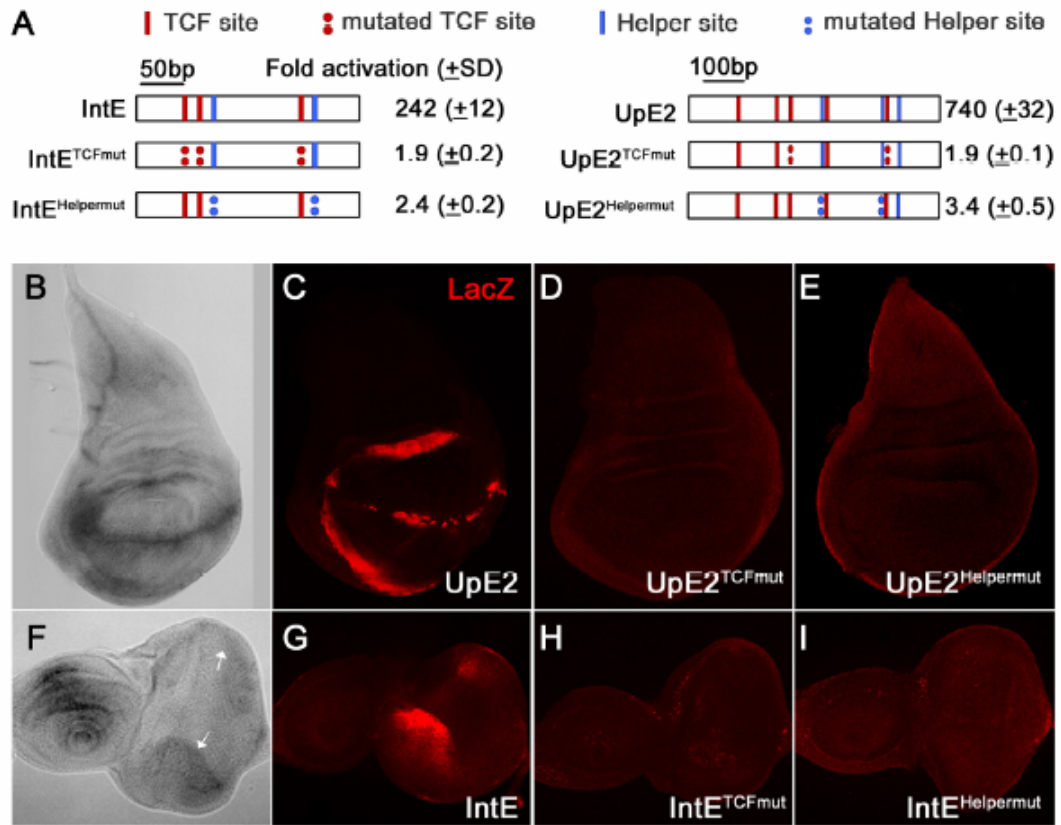 A TCF site mutated TCF site Helper site mutated Helper site
50bp Fold activation (+SD) 100bp
IntE 242 (+12) UpE2 740 (+32)
IntE^TCFmut 1.9 (+0.2) UpE2^TCFmut 1.9 (+0.1)
IntE^Helpermut 2.4 (+0.2) UpE2^Helpermut 3.4 (+0.5)
B C LacZ D E
UpE2 UpE2^TCFmut UpE2^Helpermut
F G H I
IntE IntE^TCFmut IntE^Helpermut